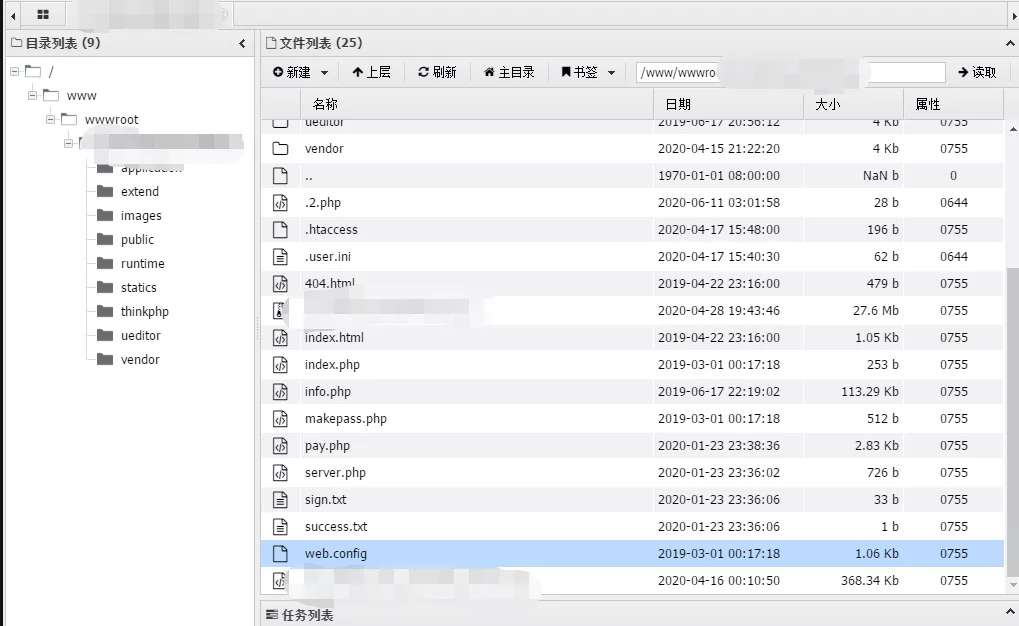 目录列表 (9)
/
www
wwwroot
application
extend
images
public
runtime
statics
thinkphp
ueditor
vendor
文件列表 (25)
新建 上层 刷新 主目录 书签 /www/wwwro 读取
名称 日期 大小 属性
ueditor 2019-06-17 20:56:12 4 Kb 0755
vendor 2020-04-15 21:22:20 4 Kb 0755
.. 1970-01-01 08:00:00 NaN b 0
.2.php 2020-06-11 03:01:58 28 b 0644
.htaccess 2020-04-17 15:48:00 196 b 0755
.user.ini 2020-04-17 15:40:30 62 b 0644
404.html 2019-04-22 23:16:00 479 b 0755
2020-04-28 19:43:46 27.6 Mb 0755
index.html 2019-04-22 23:16:00 1.05 Kb 0755
index.php 2019-03-01 00:17:18 253 b 0755
info.php 2019-06-17 22:19:02 113.29 Kb 0755
makepass.php 2019-03-01 00:17:18 512 b 0755
pay.php 2020-01-23 23:38:36 2.83 Kb 0755
server.php 2020-01-23 23:36:02 726 b 0755
sign.txt 2020-01-23 23:36:06 33 b 0755
success.txt 2020-01-23 23:36:06 1 b 0755
web.config 2019-03-01 00:17:18 1.06 Kb 0755
2020-04-16 00:10:50 368.34 Kb 0755
任务列表